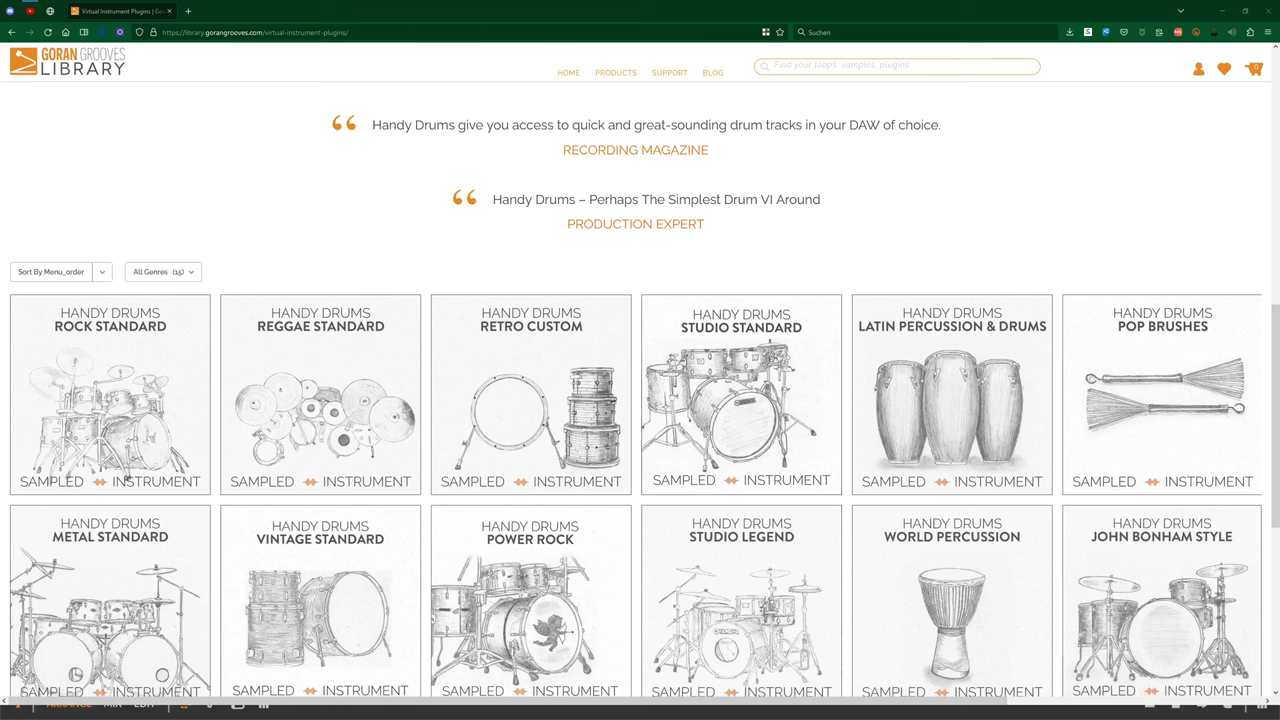 Virtual Instrument Plugins | Gor
https://library.gorangrooves.com/virtual-instrument-plugins/
Suchen
GORAN GROOVES
LIBRARY
HOME
PRODUCTS
SUPPORT
BLOG
Find your loops, samples, plugins
0
Handy Drums give you access to quick and great-sounding drum tracks in your DAW of choice.
RECORDING MAGAZINE
Handy Drums – Perhaps The Simplest Drum VI Around
PRODUCTION EXPERT
Sort By Menu_order
All Genres (15)
HANDY DRUMS
ROCK STANDARD
SAMPLED INSTRUMENT
HANDY DRUMS
REGGAE STANDARD
SAMPLED INSTRUMENT
HANDY DRUMS
RETRO CUSTOM
SAMPLED INSTRUMENT
HANDY DRUMS
STUDIO STANDARD
SAMPLED INSTRUMENT
HANDY DRUMS
LATIN PERCUSSION & DRUMS
SAMPLED INSTRUMENT
HANDY DRUMS
POP BRUSHES
SAMPLED INSTRUMENT
HANDY DRUMS
METAL STANDARD
SAMPLED INSTRUMENT
HANDY DRUMS
VINTAGE STANDARD
SAMPLED INSTRUMENT
HANDY DRUMS
POWER ROCK
SAMPLED INSTRUMENT
HANDY DRUMS
STUDIO LEGEND
SAMPLED INSTRUMENT
HANDY DRUMS
WORLD PERCUSSION
SAMPLED INSTRUMENT
HANDY DRUMS
JOHN BONHAM STYLE
SAMPLED INSTRUMENT
ARRANGE MIX EDIT